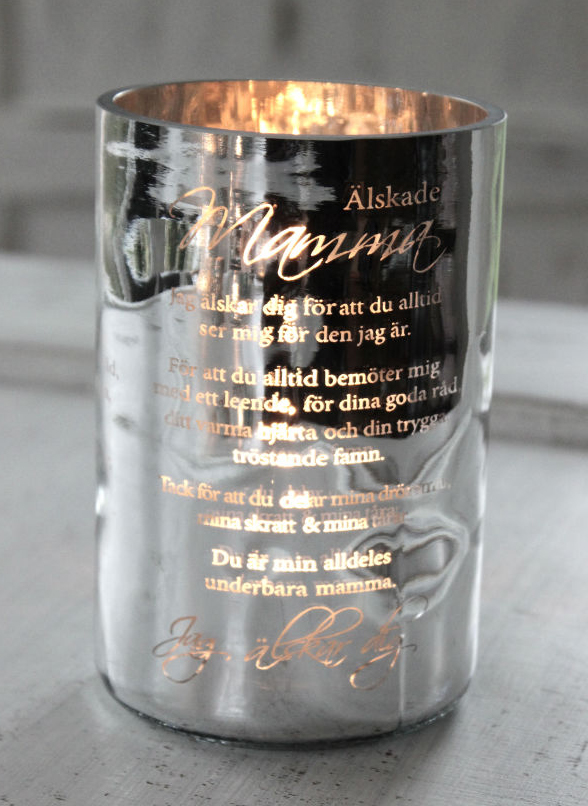 Älskade
Mamma
Jag älskar dig för att du alltid
ser mig för den jag är.
För att du alltid bemöter mig
med ett leende, för dina goda råd
ditt varma hjärta och din trygga
tröstande famn.
Tack för att du delar mina drömmar,
mina skratt & mina tårar.
Du är min alldeles
underbara mamma.
Jag älskar dig